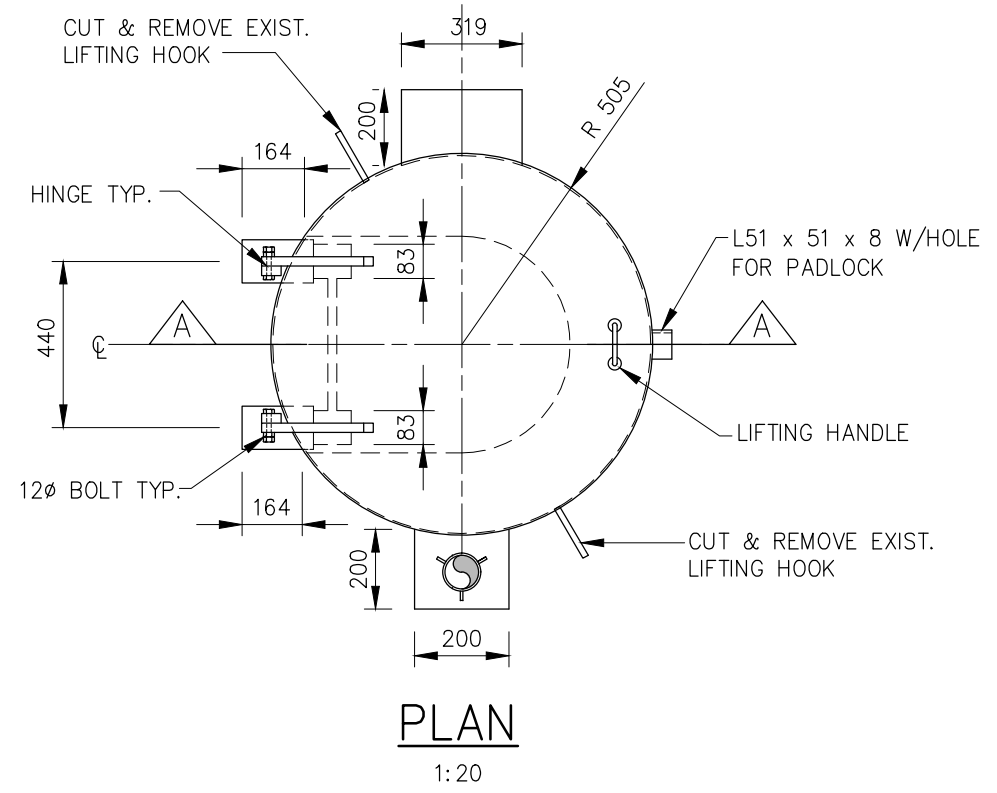 CUT & REMOVE EXIST.
LIFTING HOOK
319
200
R 505
164
HINGE TYP.
83
L51 x 51 x 8 W/HOLE
FOR PADLOCK
440
℄
A
A
83
LIFTING HANDLE
12ø BOLT TYP.
164
CUT & REMOVE EXIST.
LIFTING HOOK
200
200
PLAN
1:20